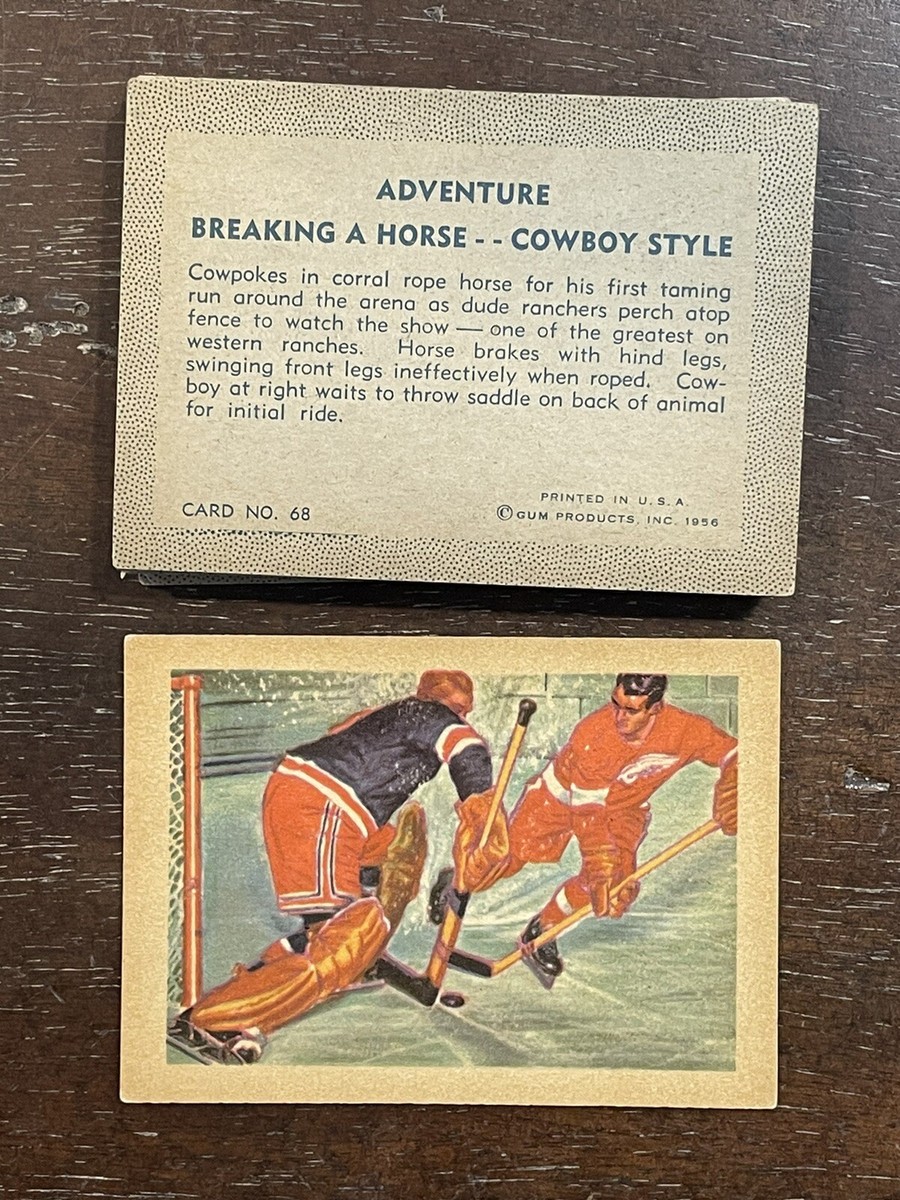 ADVENTURE
BREAKING A HORSE -- COWBOY STYLE
Cowpokes in corral rope horse for his first taming
run around the arena as dude ranchers perch atop
fence to watch the show — one of the greatest on
western ranches. Horse brakes with hind legs,
swinging front legs ineffectively when roped. Cow-
boy at right waits to throw saddle on back of animal
for initial ride.
CARD NO. 68
PRINTED IN U.S.A.
© GUM PRODUCTS, INC. 1956